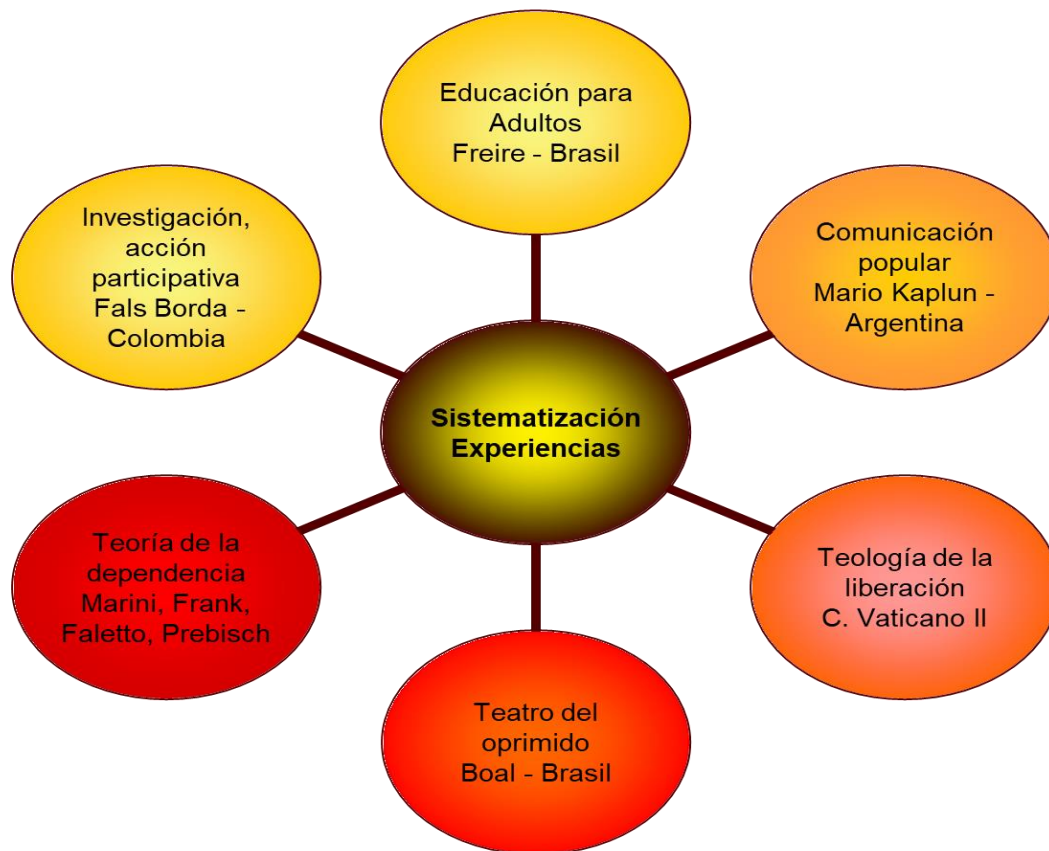 Educación para
Adultos
Freire - Brasil
Investigación,
acción
participativa
Fals Borda -
Colombia
Comunicación
popular
Mario Kaplun -
Argentina
Sistematización
Experiencias
Teoría de la
dependencia
Marini, Frank,
Faletto, Prebisch
Teología de la
liberación
C. Vaticano II
Teatro del
oprimido
Boal - Brasil